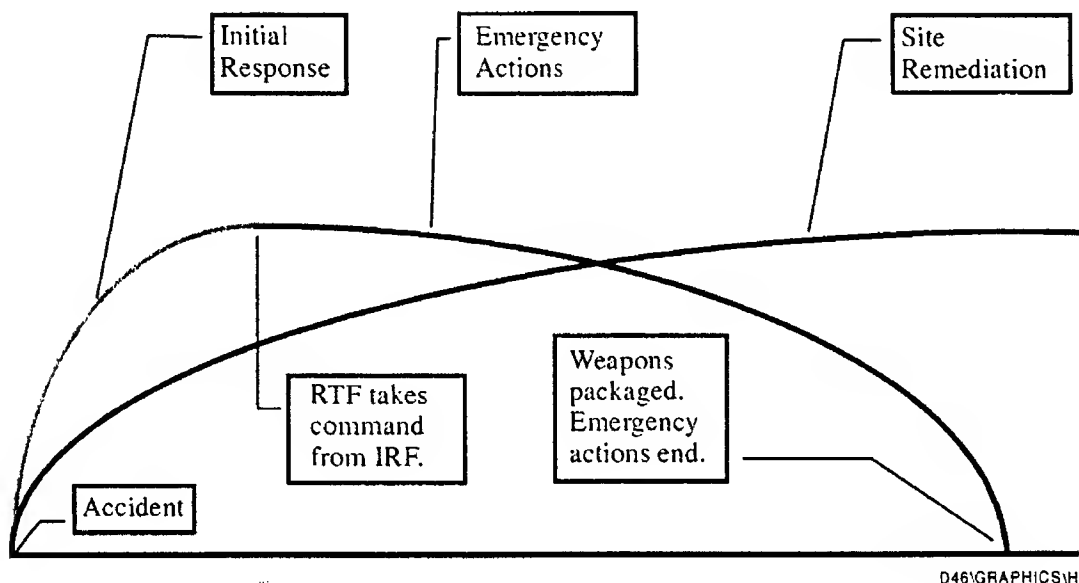 Initial
Response
Emergency
Actions
Site
Remediation
RTF takes
command
from IRF.
Weapons
packaged.
Emergency
actions end.
Accident
D46\GRAPHICS\H